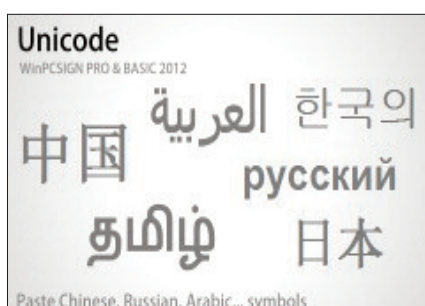 Unicode
WinPCSIGN PRO & BASIC 2012
العربية
한국의
中国
русский
தமிழ்
日本
Paste Chinese, Russian, Arabic... symbols